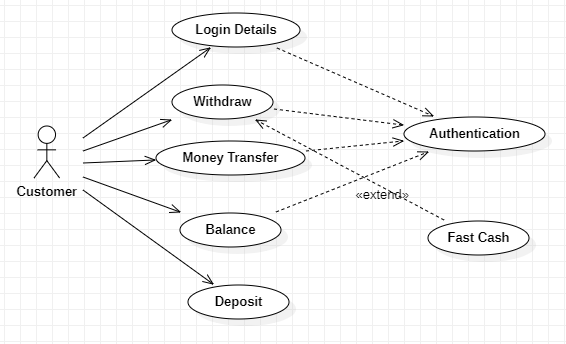 Login Details
Withdraw
Authentication
Money Transfer
Customer
«extend»
Balance
Fast Cash
Deposit